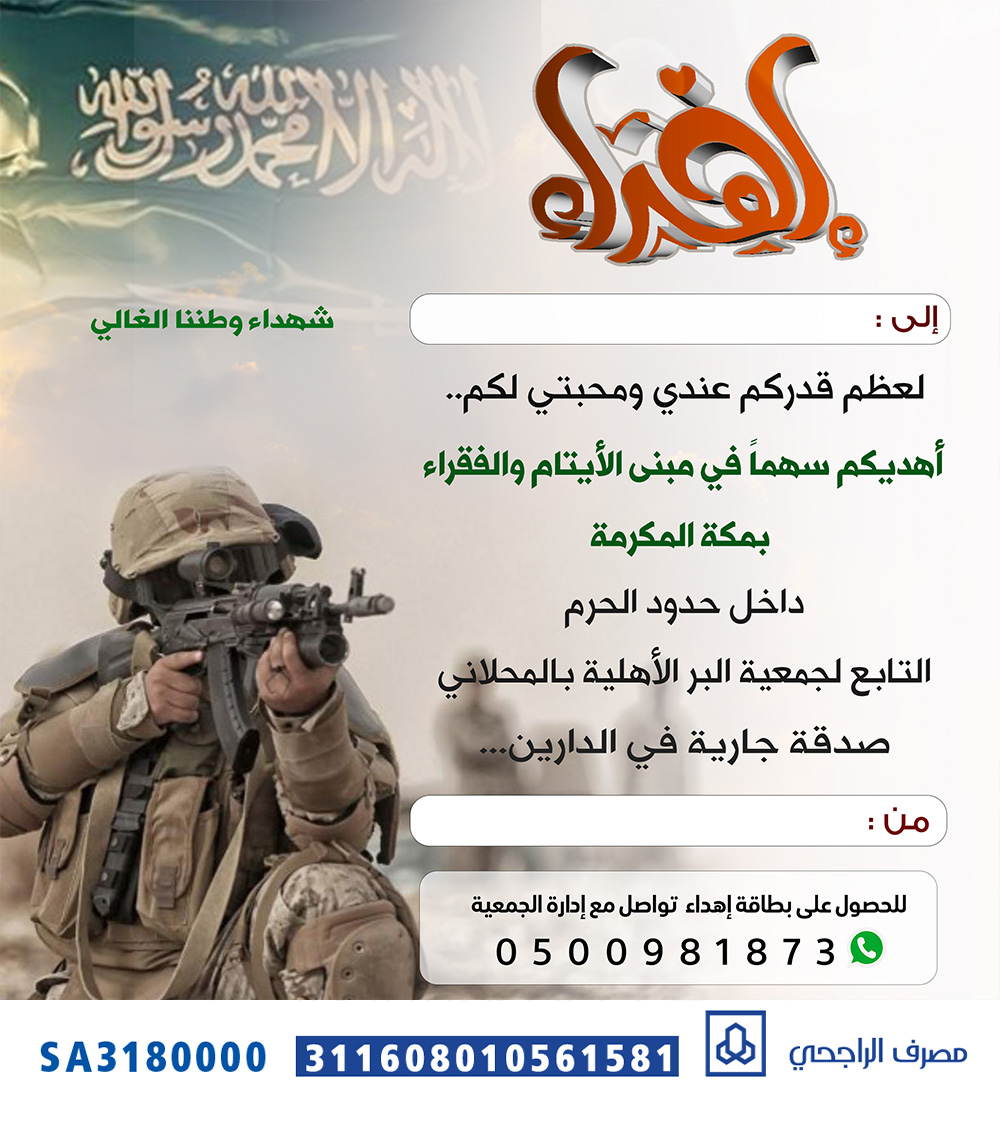 لا إله إلا الله محمد رسول الله
إهداء
إلى :
شهداء وطننا الغالي
لعظم قدركم عندي ومحبتي لكم..
أهديكم سهماً في مبنى الأيتام والفقراء
بمكة المكرمة
داخل حدود الحرم
التابع لجمعية البر الأهلية بالمحلاني
صدقة جارية في الدارين...
من :
للحصول على بطاقة إهداء تواصل مع إدارة الجمعية
0500981873
SA3180000 311608010561581 مصرف الراجحي